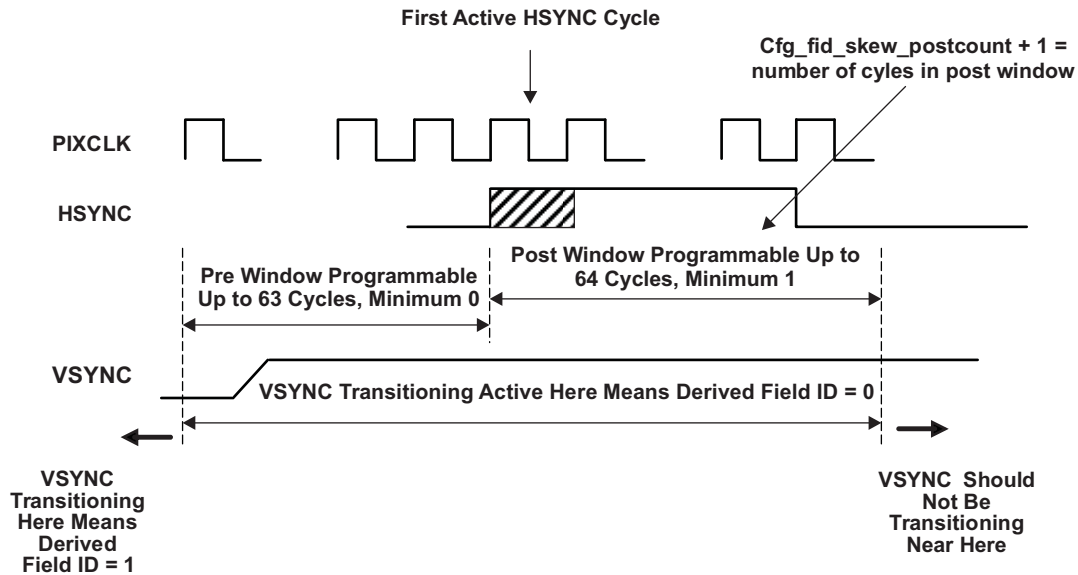 First Active HSYNC Cycle
Cfg_fid_skew_postcount + 1 =
number of cyles in post window
PIXCLK
HSYNC
Pre Window Programmable
Up to 63 Cycles, Minimum 0
Post Window Programmable Up to
64 Cycles, Minimum 1
VSYNC
VSYNC Transitioning Active Here Means Derived Field ID = 0
VSYNC
Transitioning
Here Means
Derived
Field ID = 1
VSYNC Should
Not Be
Transitioning
Near Here